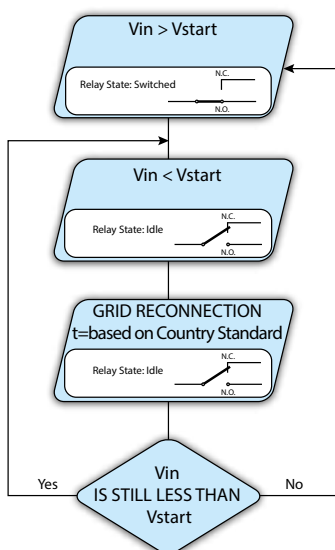 Vin > Vstart
N.C.
Relay State: Switched
N.O.
Vin < Vstart
N.C.
Relay State: Idle
N.O.
GRID RECONNECTION
t=based on Country Standard
N.C.
Relay State: Idle
N.O.
Vin
Yes
No
IS STILL LESS THAN
Vstart